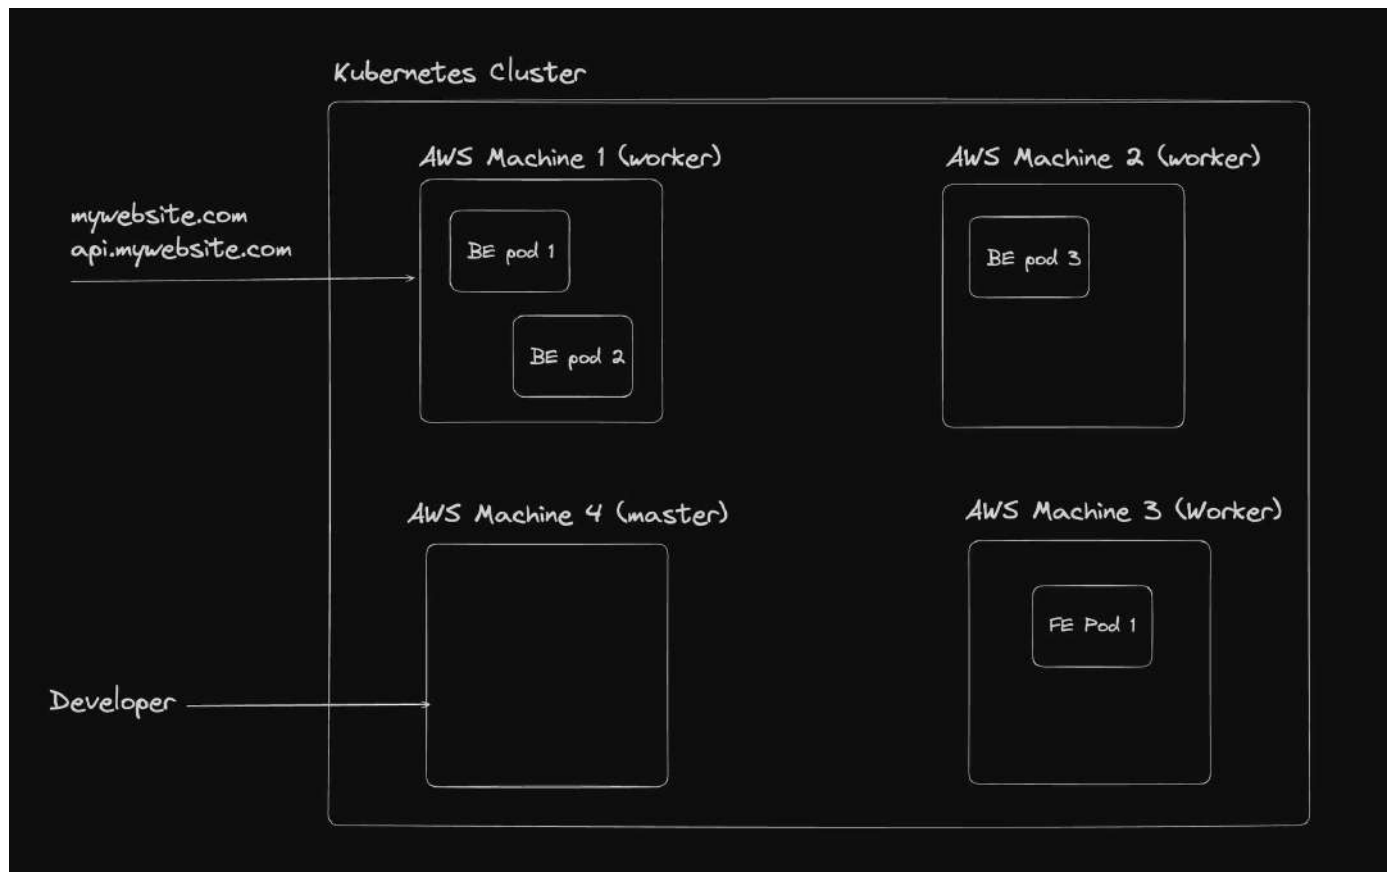 Kubernetes Cluster
AWS Machine 1 (worker)
AWS Machine 2 (worker)
mywebsite.com
api.mywebsite.com
BE pod 1
BE pod 3
BE pod 2
AWS Machine 4 (master)
AWS Machine 3 (Worker)
FE Pod 1
Developer